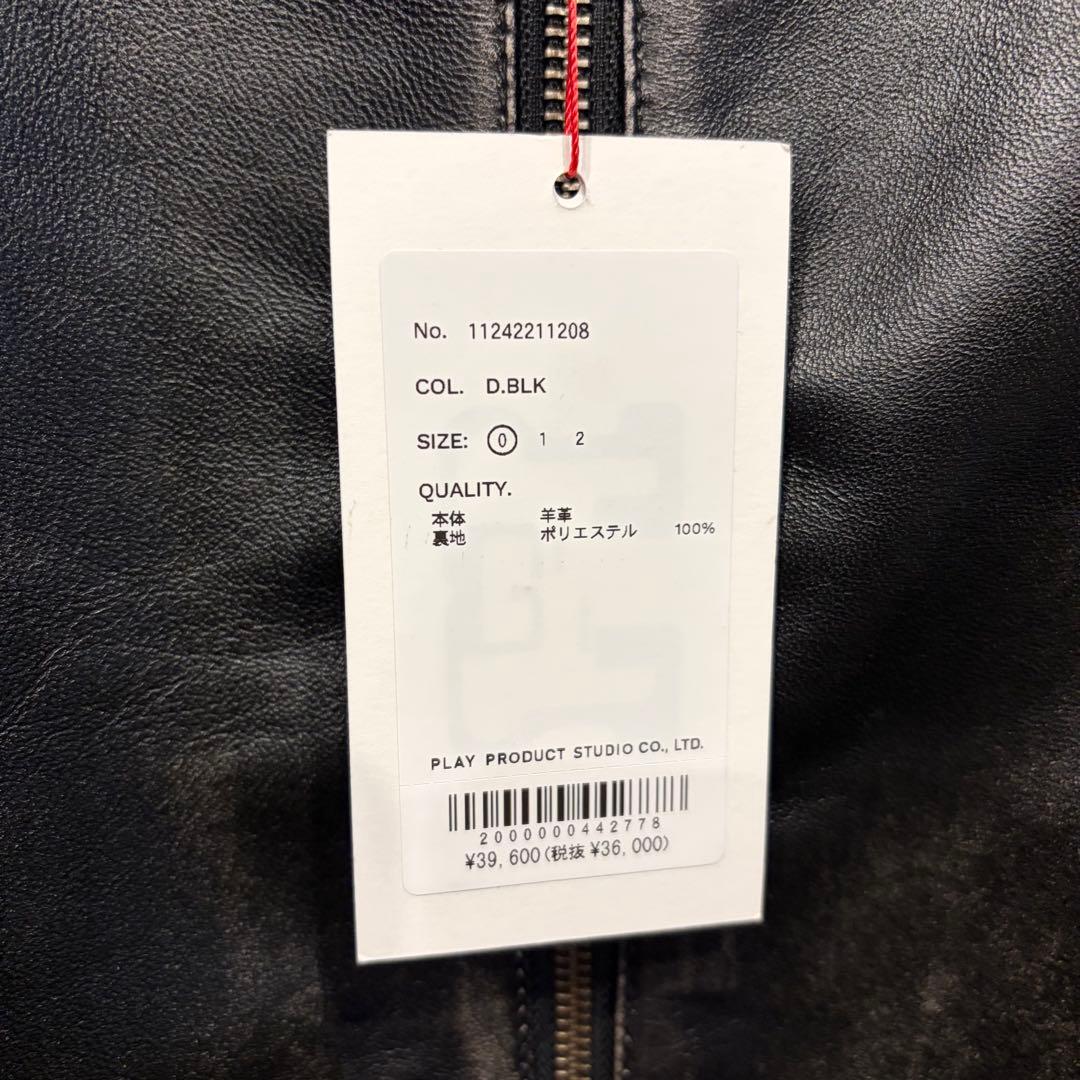 No. 11242211208
COL. D.BLK
SIZE: 0 1 2
QUALITY.
本体 羊革
裏地 ポリエステル 100%
PLAY PRODUCT STUDIO CO., LTD.
2000000442778
¥39,600(税抜 ¥36,000)